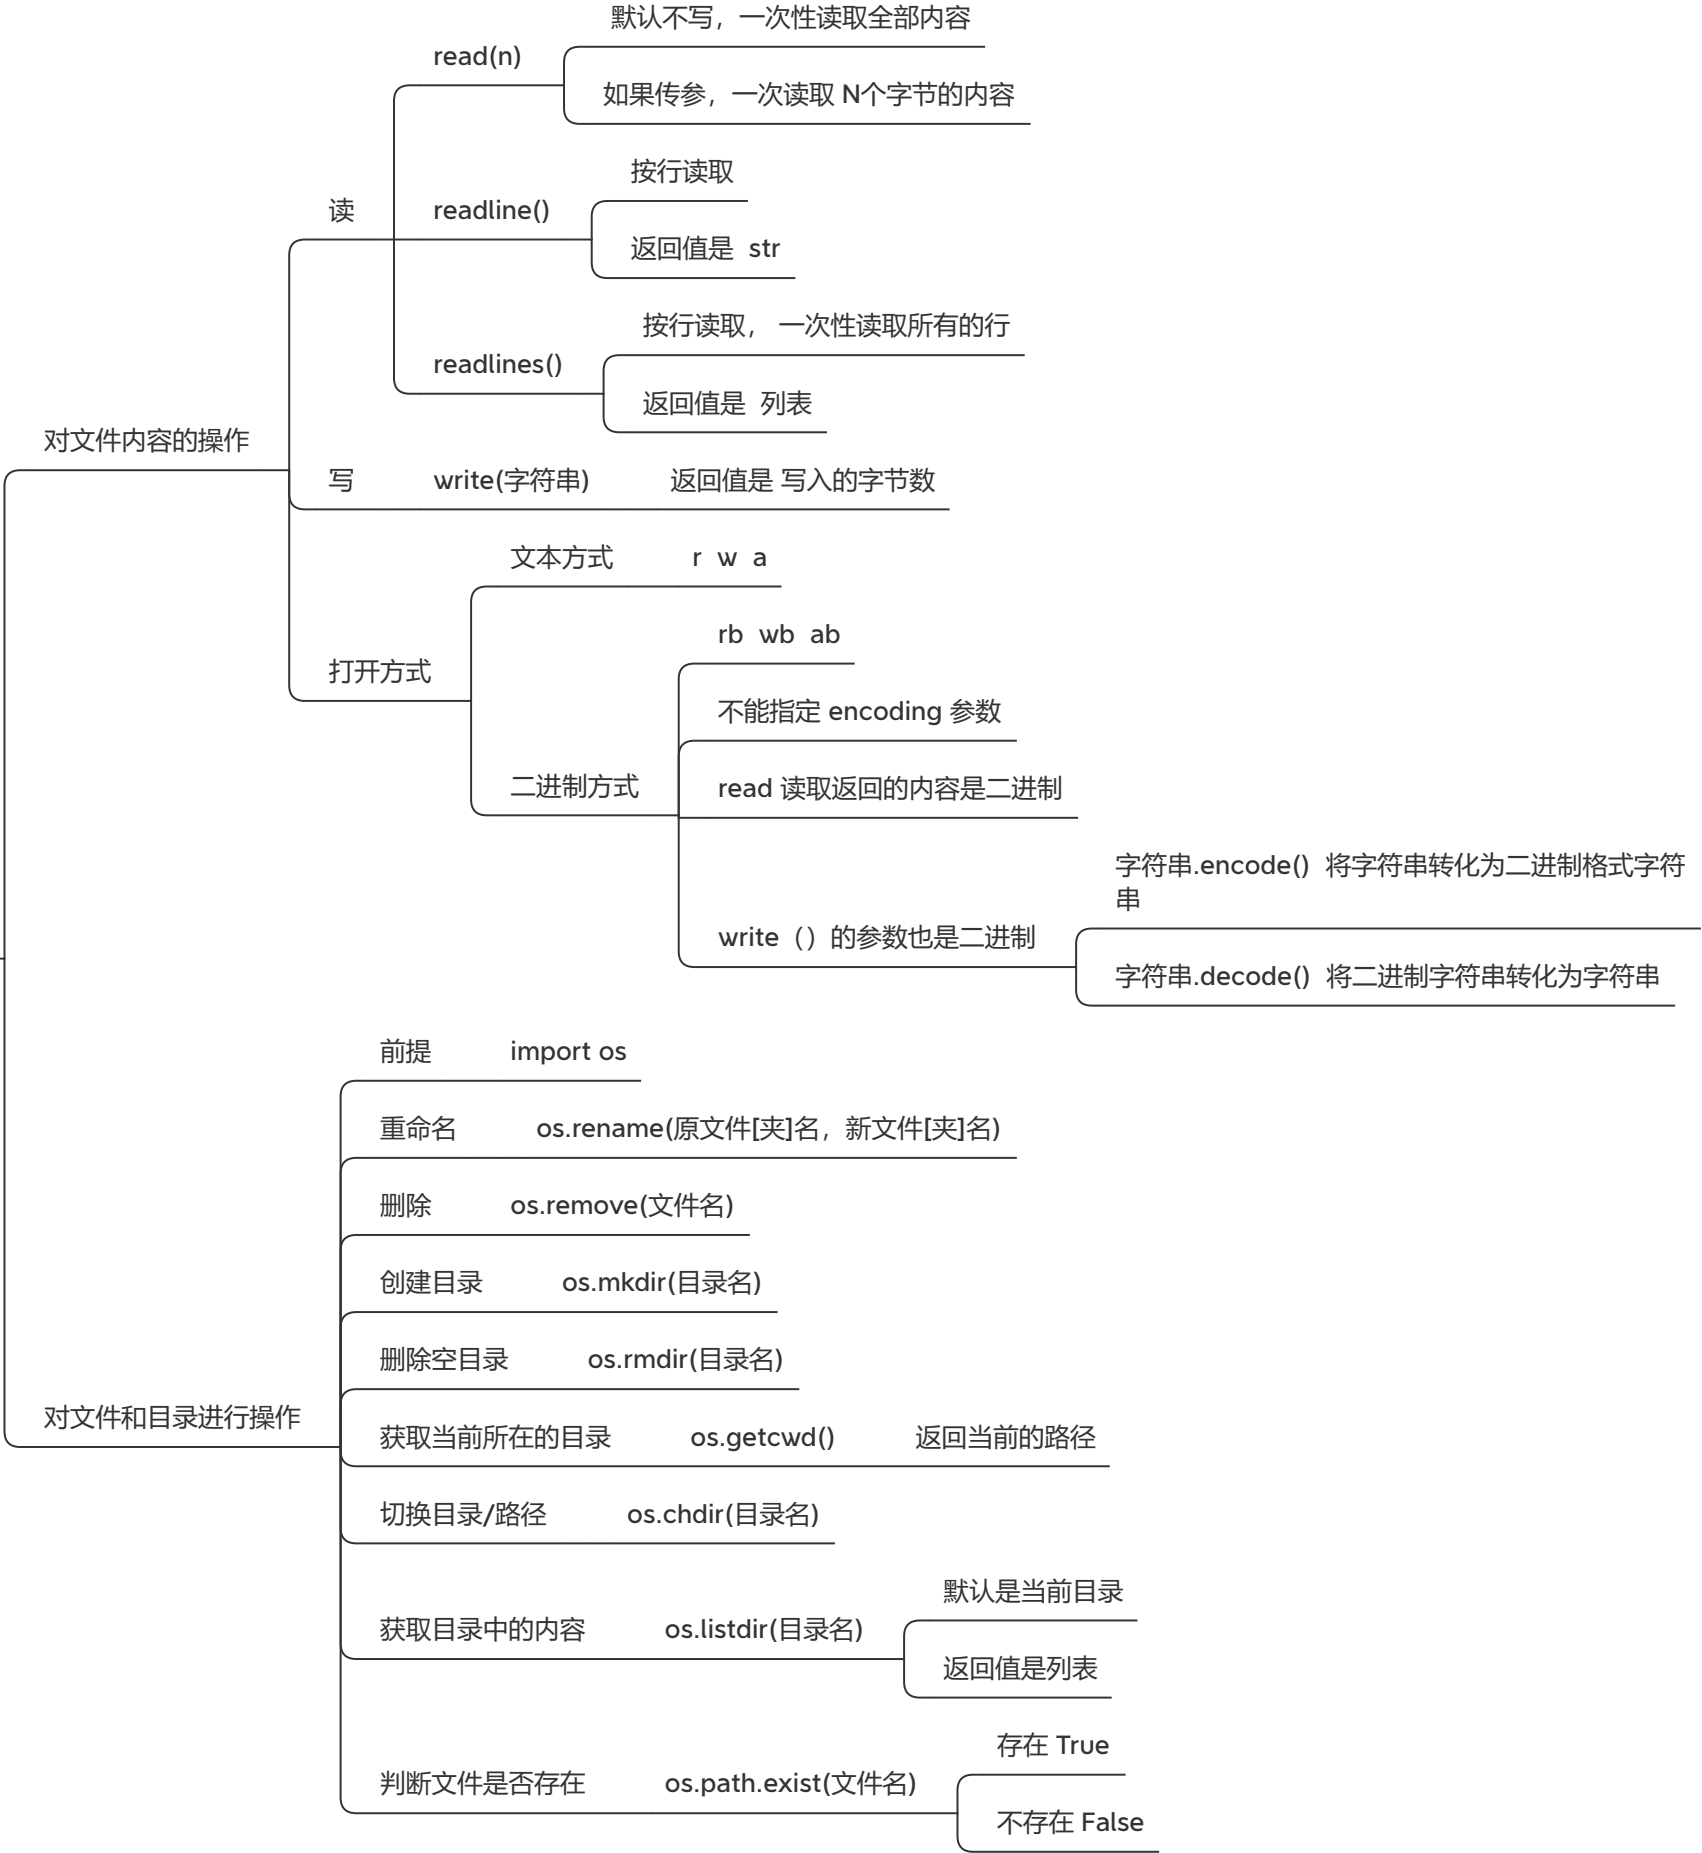 默认不写，一次性读取全部内容
read(n)
如果传参，一次读取 N个字节的内容
按行读取
读
readline()
返回值是 str
按行读取， 一次性读取所有的行
readlines()
返回值是 列表
对文件内容的操作
写
write(字符串)
返回值是 写入的字节数
文本方式
r w a
rb wb ab
打开方式
不能指定 encoding 参数
二进制方式
read 读取返回的内容是二进制
字符串.encode() 将字符串转化为二进制格式字符
串
write（）的参数也是二进制
字符串.decode() 将二进制字符串转化为字符串
前提
import os
重命名
os.rename(原文件[夹]名，新文件[夹]名)
删除
os.remove(文件名)
创建目录
os.mkdir(目录名)
删除空目录
os.rmdir(目录名)
对文件和目录进行操作
获取当前所在的目录
os.getcwd()
返回当前的路径
切换目录/路径
os.chdir(目录名)
默认是当前目录
获取目录中的内容
os.listdir(目录名)
返回值是列表
存在 True
判断文件是否存在
os.path.exist(文件名)
不存在 False